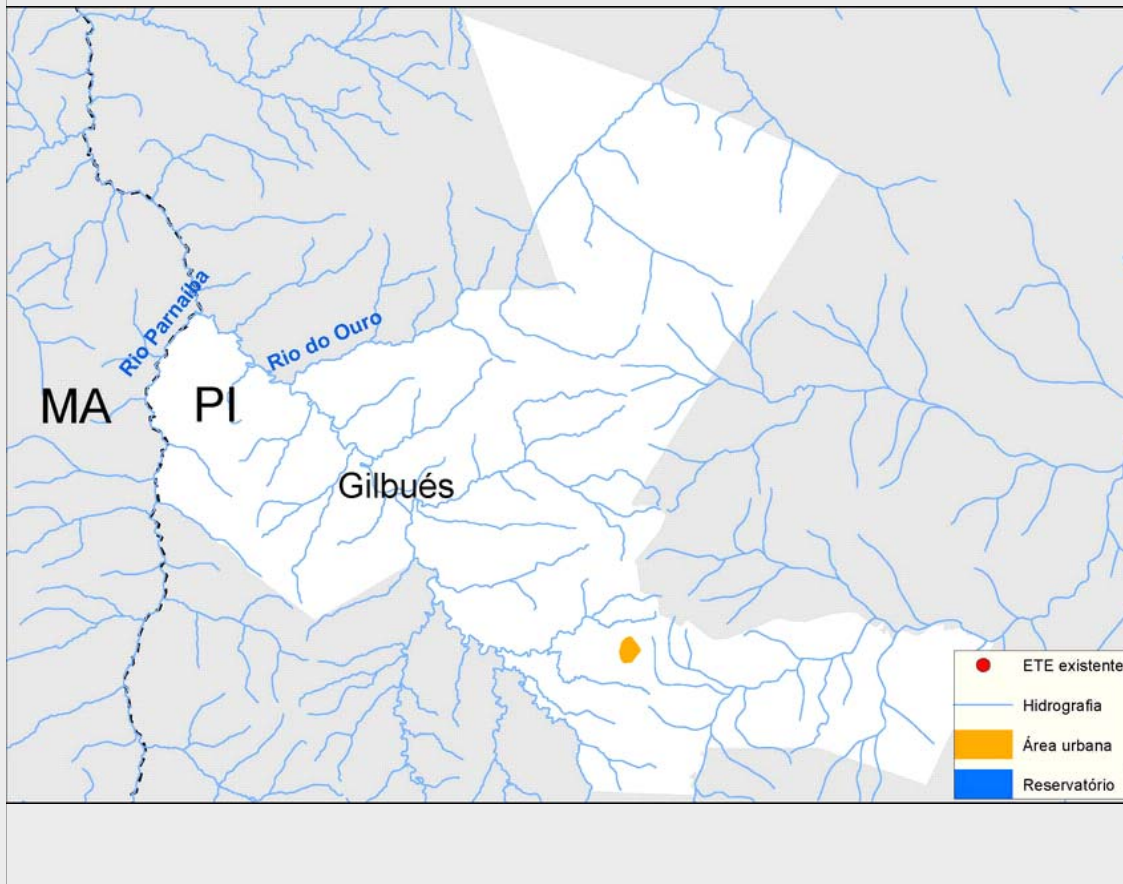 Rio Parnaíba
Rio do Ouro
MA
PI
Gilbués
ETE existente
Hidrografia
Área urbana
Reservatório